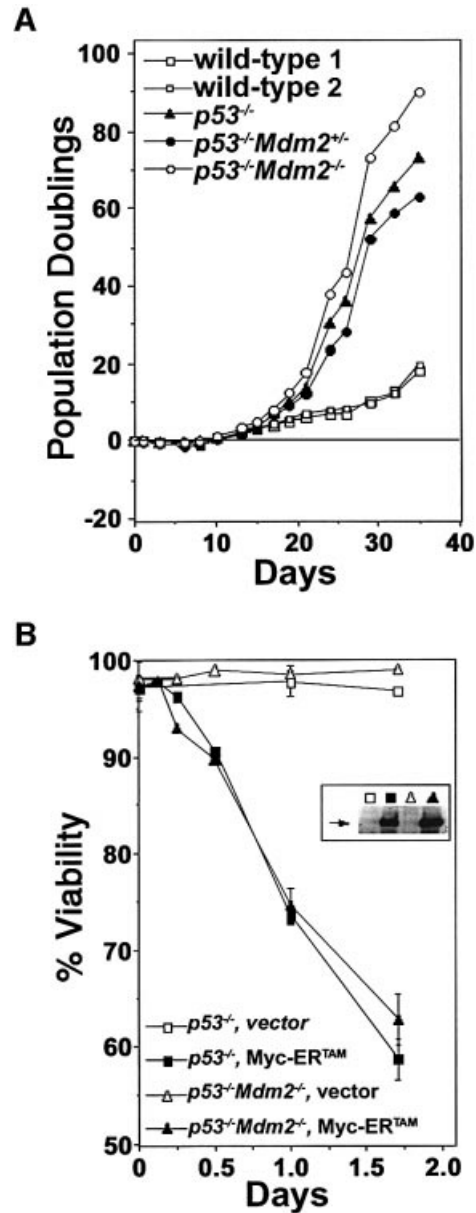 A
100
80
60
40
20
0
-20
Population Doublings
wild-type 1
wild-type 2
p53-/-
p53-/-Mdm2+/-
p53-/-Mdm2-/-
0 10 20 30 40
Days
B
100
90
80
70
60
50
% Viability
p53-/-, vector
p53-/-, Myc-ERTAM
p53-/-Mdm2-/-, vector
p53-/-Mdm2-/-, Myc-ERTAM
0 0.5 1.0 1.5 2.0
Days